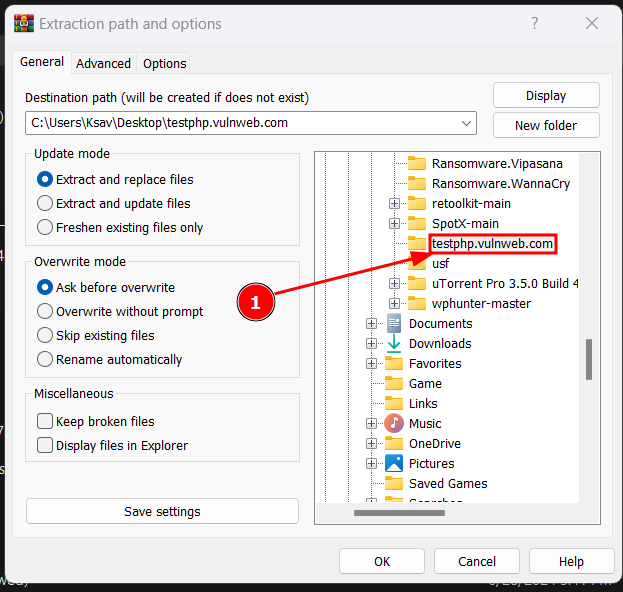 Extraction path and options
General
Advanced
Options
Destination path (will be created if does not exist)
C:\Users\Ksav\Desktop\testphp.vulnweb.com
Display
New folder
Update mode
Extract and replace files
Extract and update files
Freshen existing files only
Overwrite mode
Ask before overwrite
Overwrite without prompt
Skip existing files
Rename automatically
Miscellaneous
Keep broken files
Display files in Explorer
Save settings
Ransomware.Vipasana
Ransomware.WannaCry
retoolkit-main
SpotX-main
testphp.vulnweb.com
usf
uTorrent Pro 3.5.0 Build 4
wphunter-master
Documents
Downloads
Favorites
Game
Links
Music
OneDrive
Pictures
Saved Games
1
OK
Cancel
Help